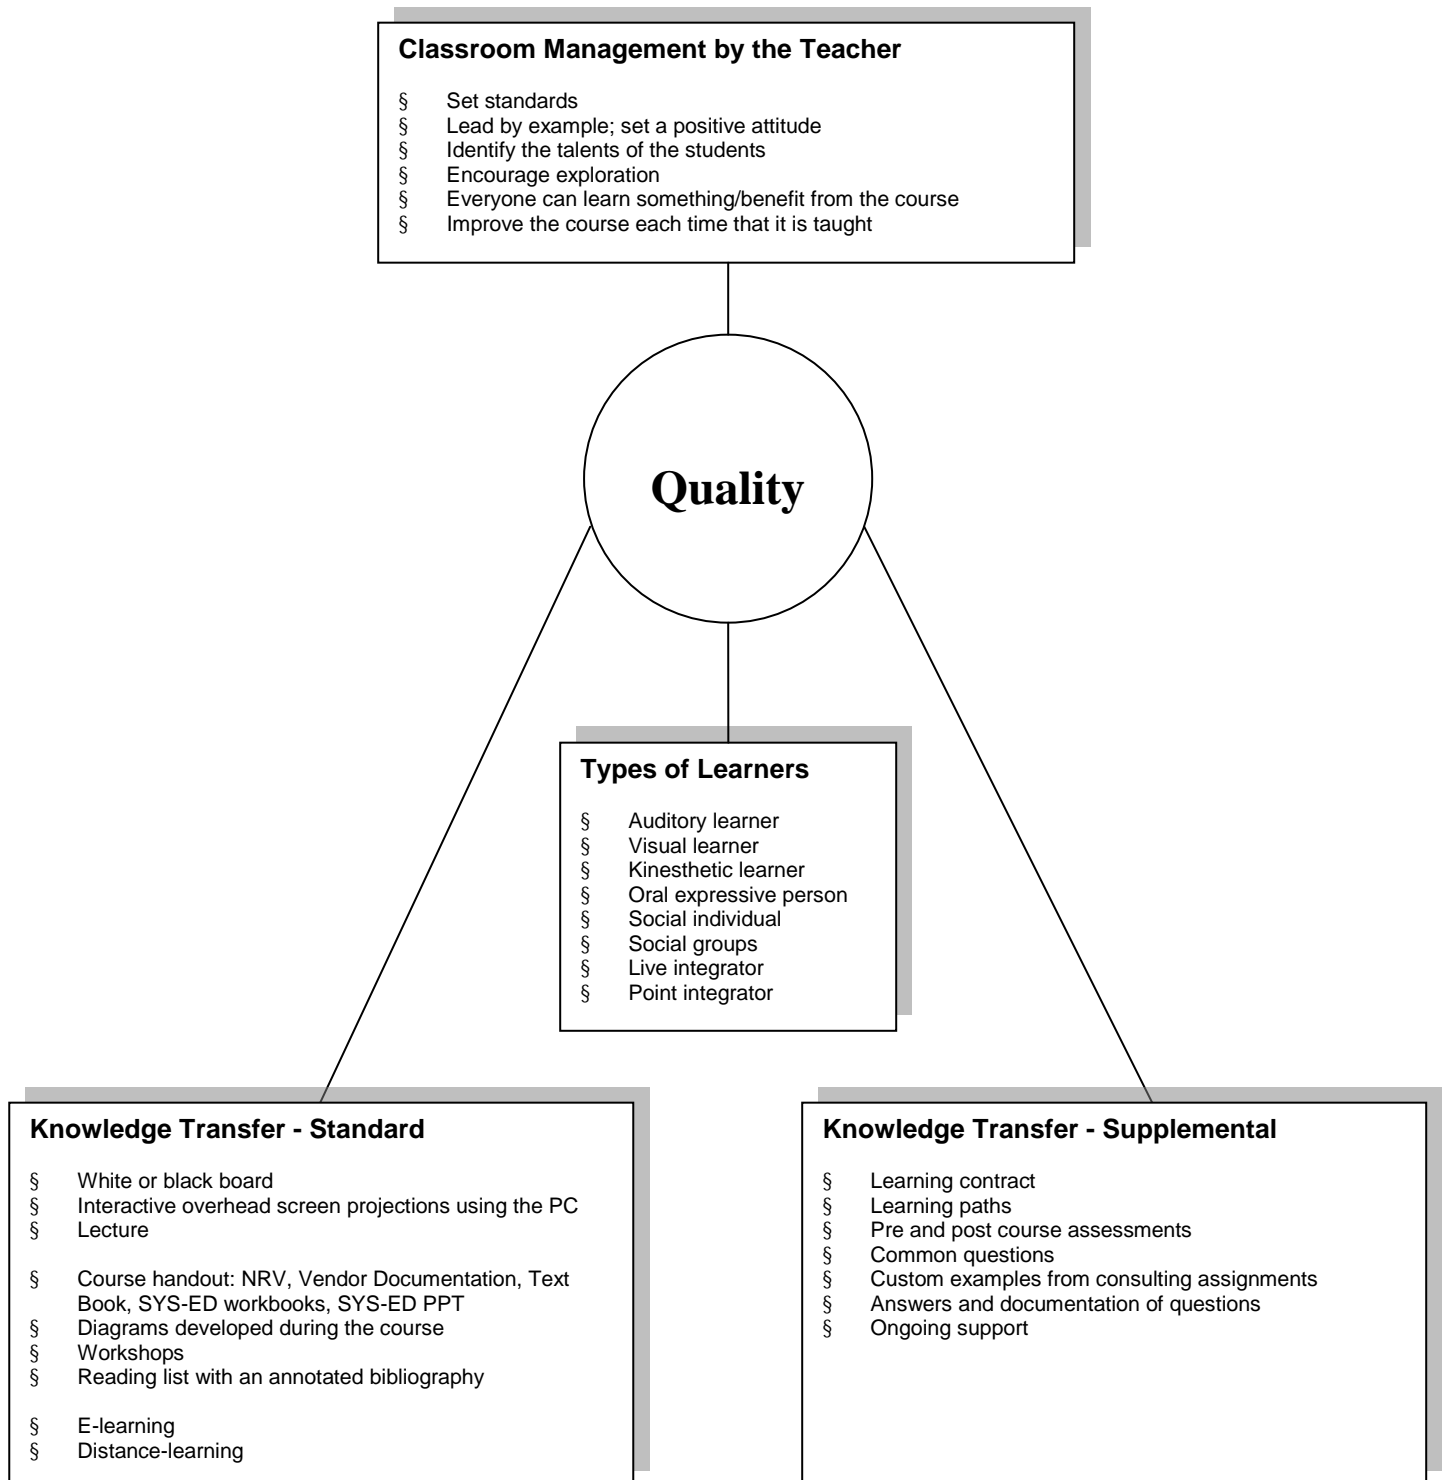 Classroom Management by the Teacher
§ Set standards
§ Lead by example; set a positive attitude
§ Identify the talents of the students
§ Encourage exploration
§ Everyone can learn something/benefit from the course
§ Improve the course each time that it is taught
Quality
Types of Learners
§ Auditory learner
§ Visual learner
§ Kinesthetic learner
§ Oral expressive person
§ Social individual
§ Social groups
§ Live integrator
§ Point integrator
Knowledge Transfer - Standard
§ White or black board
§ Interactive overhead screen projections using the PC
§ Lecture
§ Course handout: NRV, Vendor Documentation, Text
Book, SYS-ED workbooks, SYS-ED PPT
§ Diagrams developed during the course
§ Workshops
§ Reading list with an annotated bibliography
§ E-learning
§ Distance-learning
Knowledge Transfer - Supplemental
§ Learning contract
§ Learning paths
§ Pre and post course assessments
§ Common questions
§ Custom examples from consulting assignments
§ Answers and documentation of questions
§ Ongoing support